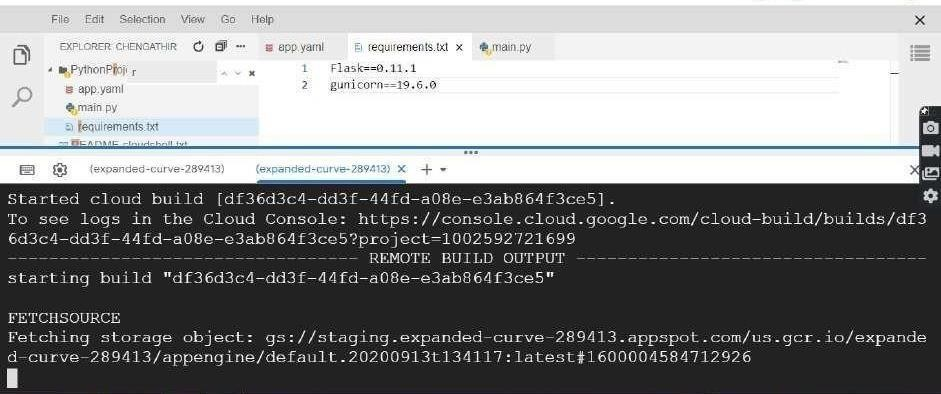 File Edit Selection View Go Help
EXPLORER: CHENGATHIR
app.yaml
requirements.txt
main.py
r
app.yaml
main.py
requirements.txt
README-cloudshell.txt
1 Flask==0.11.1
2 gunicorn==19.6.0
(expanded-curve-289413) (expanded-curve-289413)
Started cloud build [df36d3c4-dd3f-44fd-a08e-e3ab864f3ce5].
To see logs in the Cloud Console: https://console.cloud.google.com/cloud-build/builds/df3
6d3c4-dd3f-44fd-a08e-e3ab864f3ce5?project=1002592721699
---------------------------------- REMOTE BUILD OUTPUT ----------------------------------
starting build "df36d3c4-dd3f-44fd-a08e-e3ab864f3ce5"
FETCHSOURCE
Fetching storage object: gs://staging.expanded-curve-289413.appspot.com/us.gcr.io/expande
d-curve-289413/appengine/default.20200913t134117:latest#1600004584712926